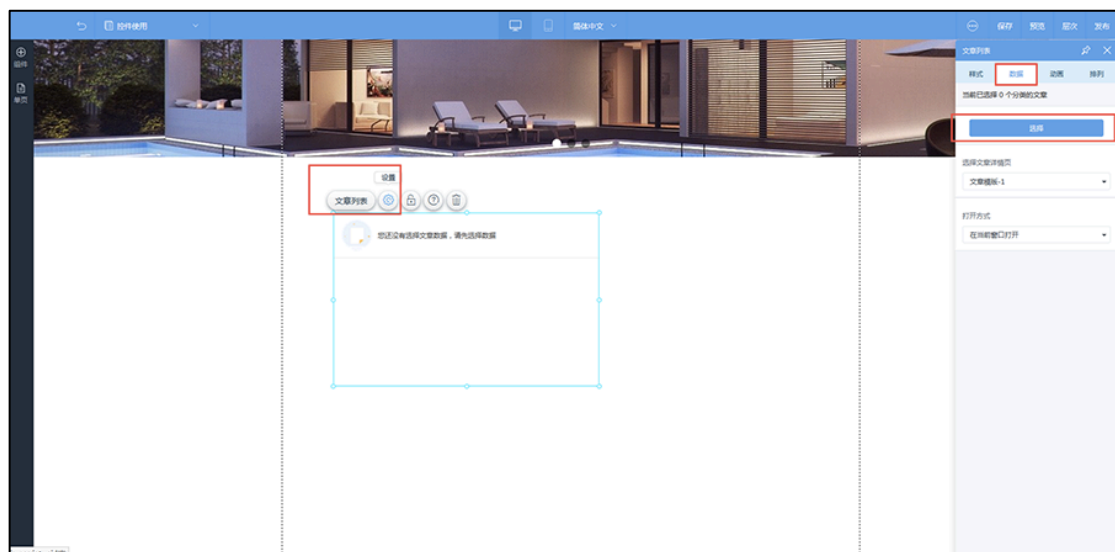 控件使用
简体中文
保存 预览 层次 发布
组件
单页
文章列表
样式 数据 动画 排列
当前已选择 0 个分类的文章
选择
选择文章详情页
文章模版-1
打开方式
在当前窗口打开
设置
文章列表
您还没有选择文章数据，请先选择数据